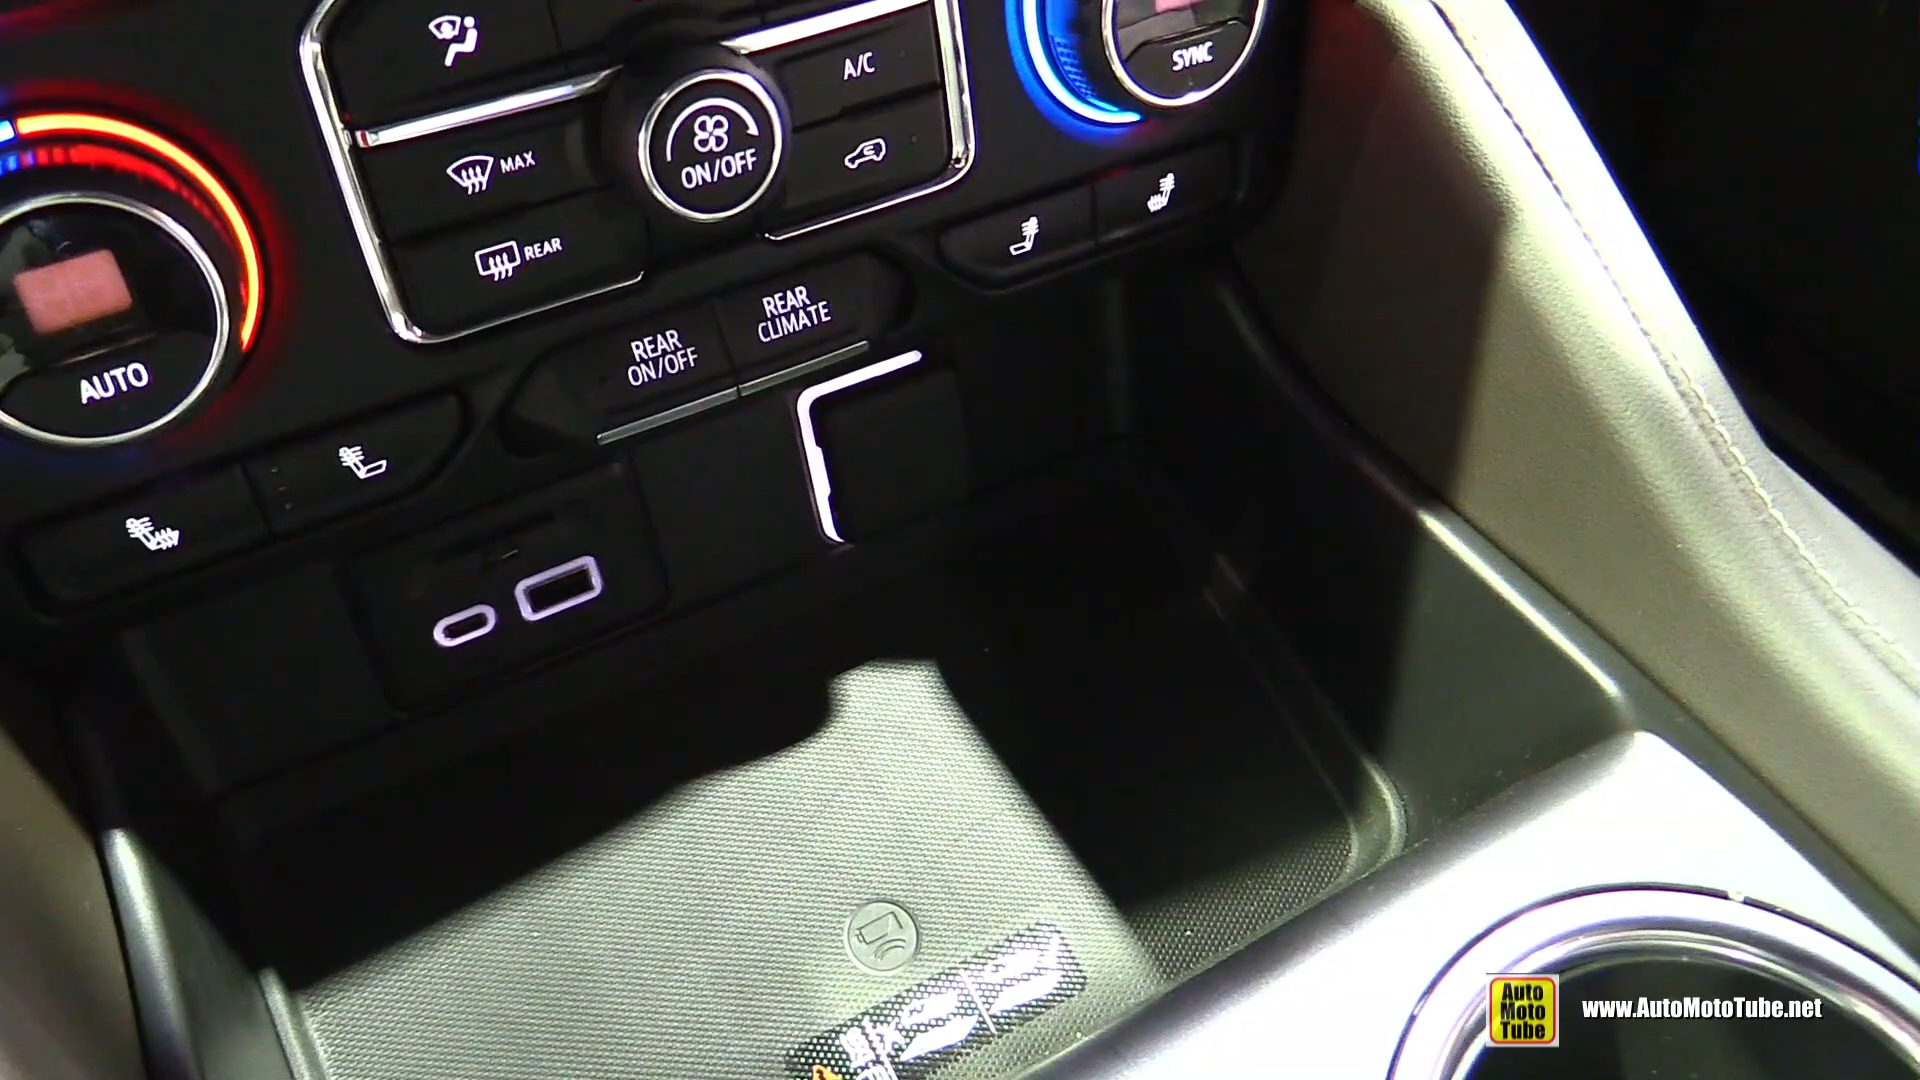 A/C
SYNC
MAX
ON/OFF
REAR
AUTO
REAR
ON/OFF
REAR
CLIMATE
Auto
Moto
Tube
www.AutoMotoTube.net